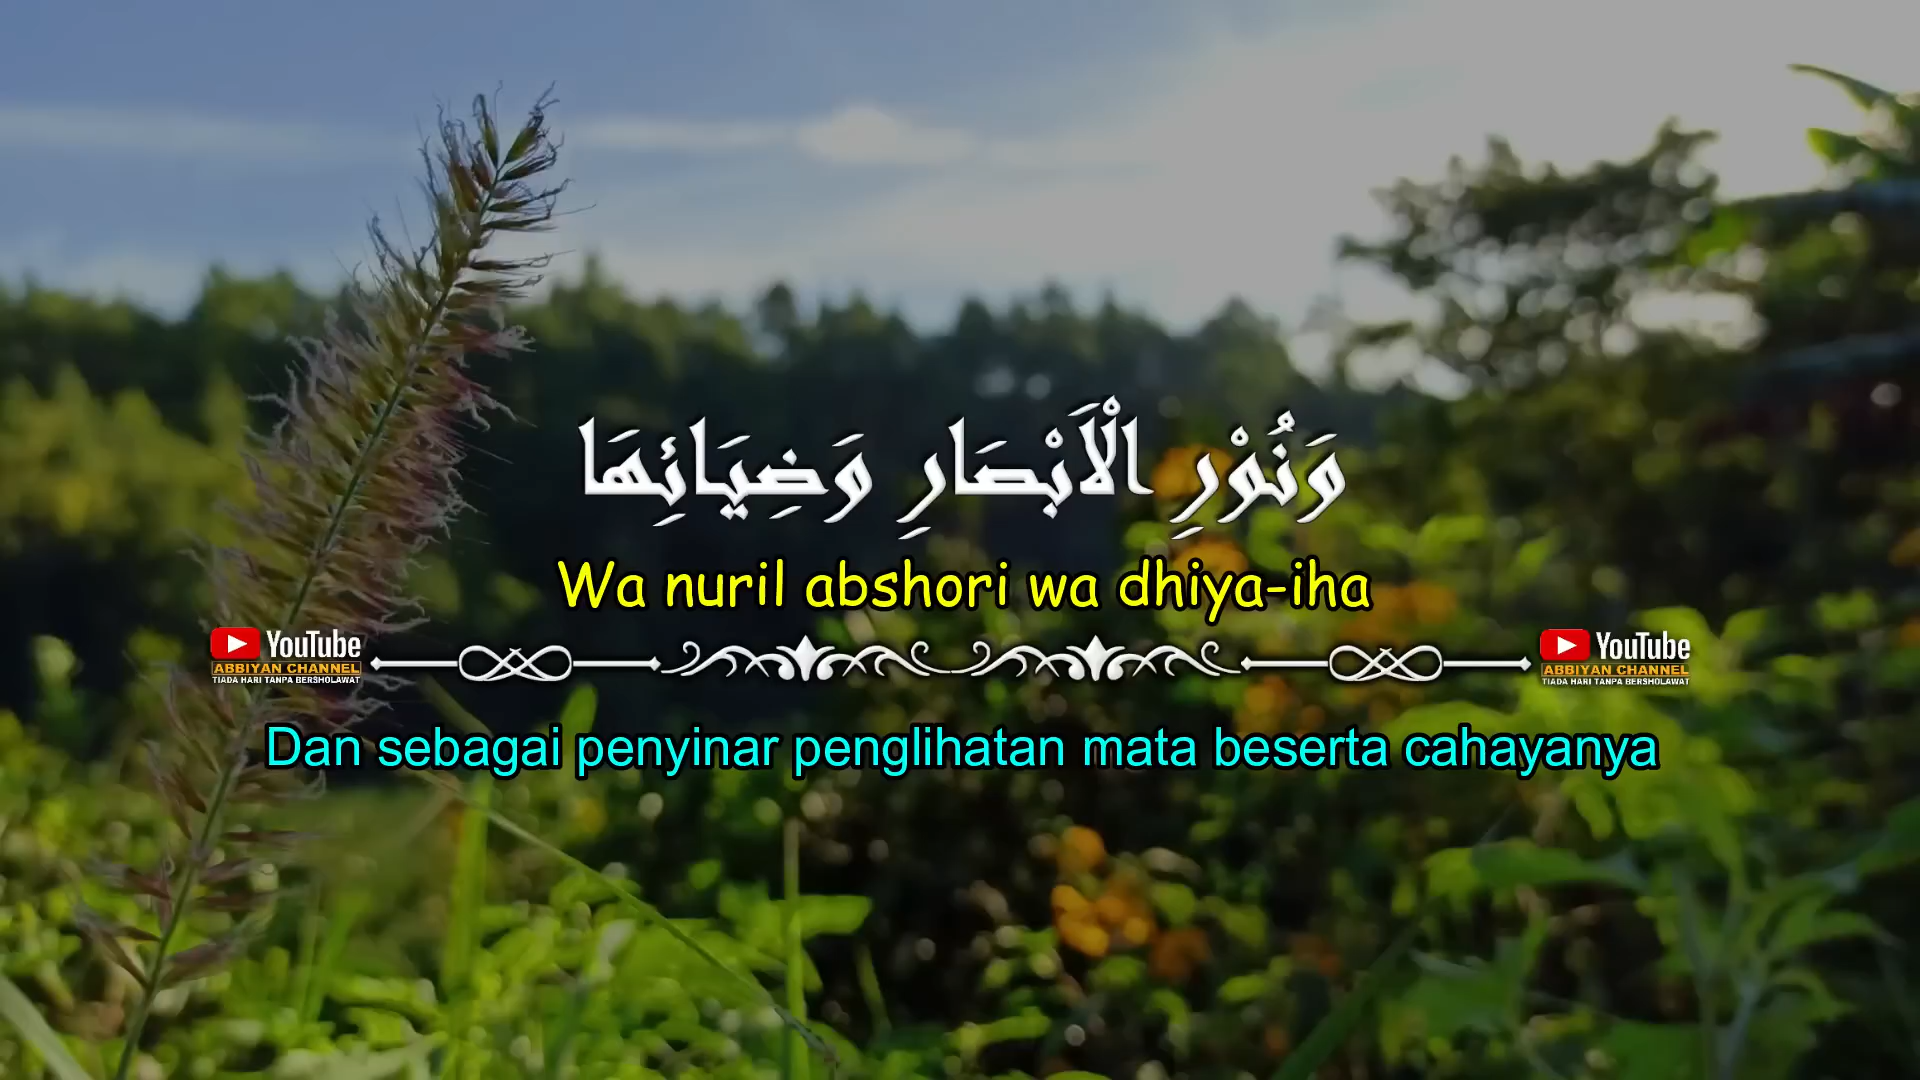 وَنُوْرِ الْاَبْصَارِ وَضِيَائِهَا
Wa nuril abshori wa dhiya-iha
YouTube
ABBIYAN CHANNEL
TIADA HARI TANPA BERSHOLAWAT
YouTube
ABBIYAN CHANNEL
TIADA HARI TANPA BERSHOLAWAT
Dan sebagai penyinar penglihatan mata beserta cahayanya